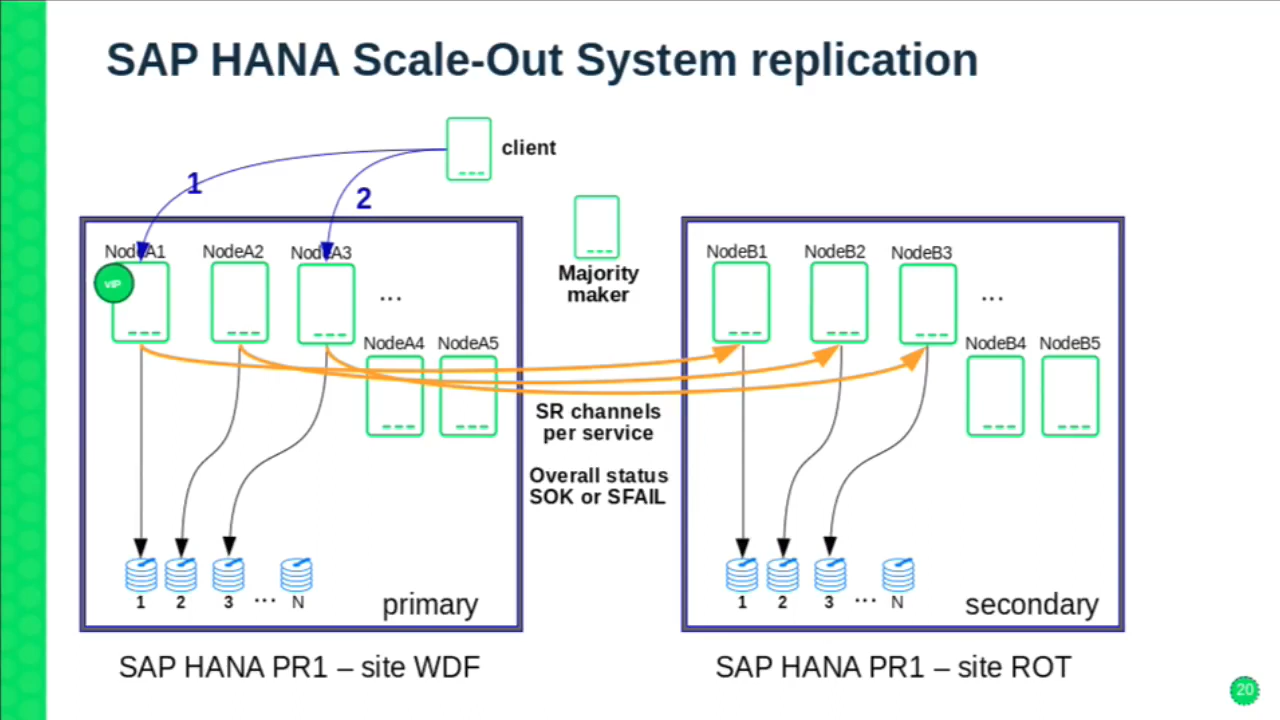 SAP HANA Scale-Out System replication
client
1
2
Majority
maker
NodeA1
NodeA2
NodeA3
VIP
...
NodeA4
NodeA5
NodeB1
NodeB2
NodeB3
...
NodeB4
NodeB5
SR channels
per service
Overall status
SOK or SFAIL
1
2
3
...
N
primary
1
2
3
...
N
secondary
SAP HANA PR1 – site WDF
SAP HANA PR1 – site ROT
20